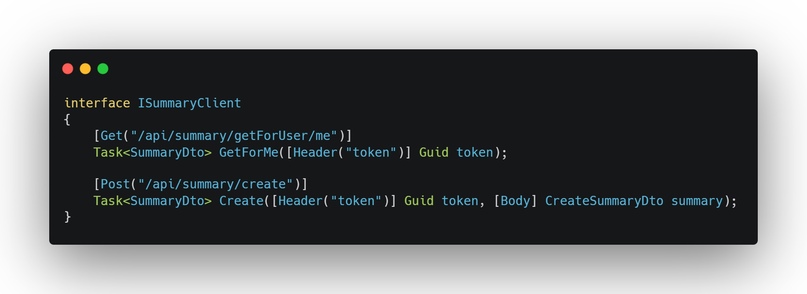 interface ISummaryClient
{
    [Get("/api/summary/getForUser/me")]
    Task<SummaryDto> GetForMe([Header("token")] Guid token);

    [Post("/api/summary/create")]
    Task<SummaryDto> Create([Header("token")] Guid token, [Body] CreateSummaryDto summary);
}